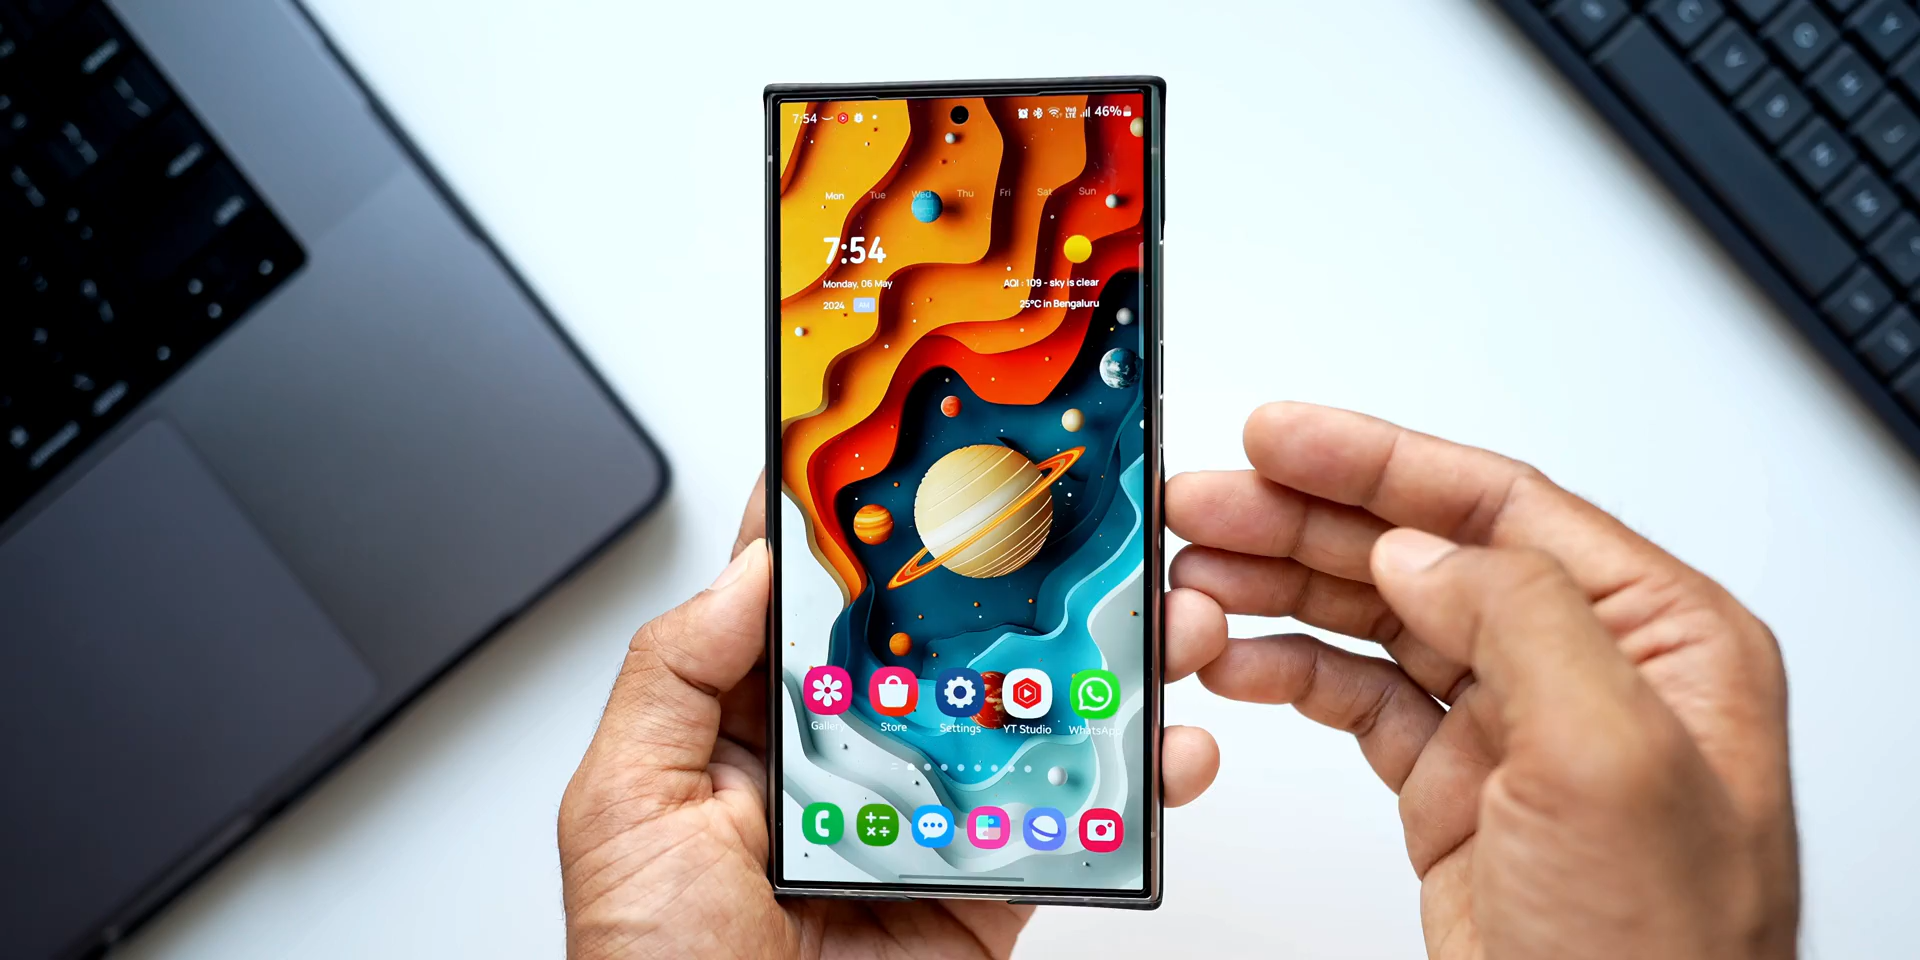 7:54 46%
Mon Tue Wed Thu Fri Sat Sun
7:54
Monday, 06 May
2024
AQI : 109 - sky is clear
25°C in Bengaluru
Gallery Store Settings YT Studio WhatsApp